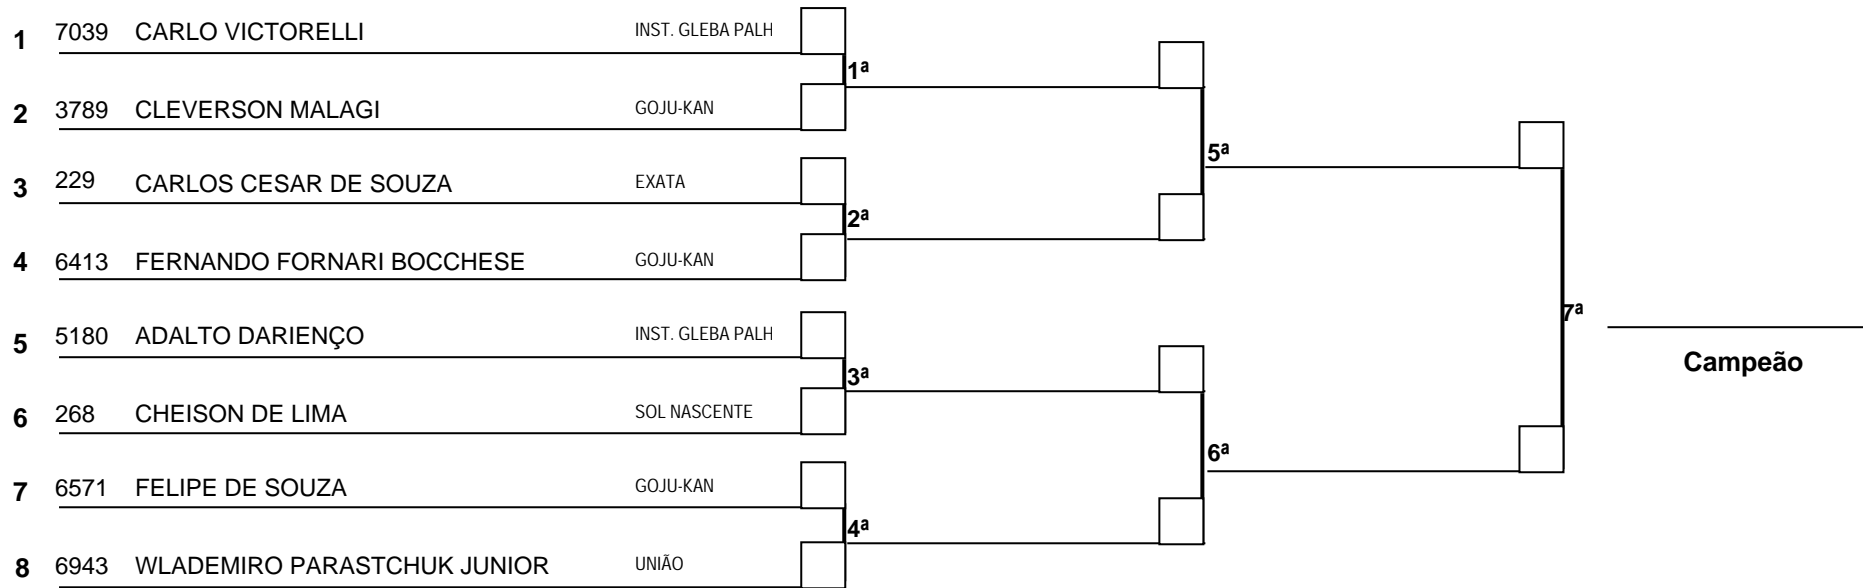 1 7039 CARLO VICTORELLI INST. GLEBA PALH
1ª
2 3789 CLEVERSON MALAGI GOJU-KAN
5ª
3 229 CARLOS CESAR DE SOUZA EXATA
2ª
4 6413 FERNANDO FORNARI BOCCHESE GOJU-KAN
7ª
5 5180 ADALTO DARIENÇO INST. GLEBA PALH
Campeão
3ª
6 268 CHEISON DE LIMA SOL NASCENTE
6ª
7 6571 FELIPE DE SOUZA GOJU-KAN
4ª
8 6943 WLADEMIRO PARASTCHUK JUNIOR UNIÃO